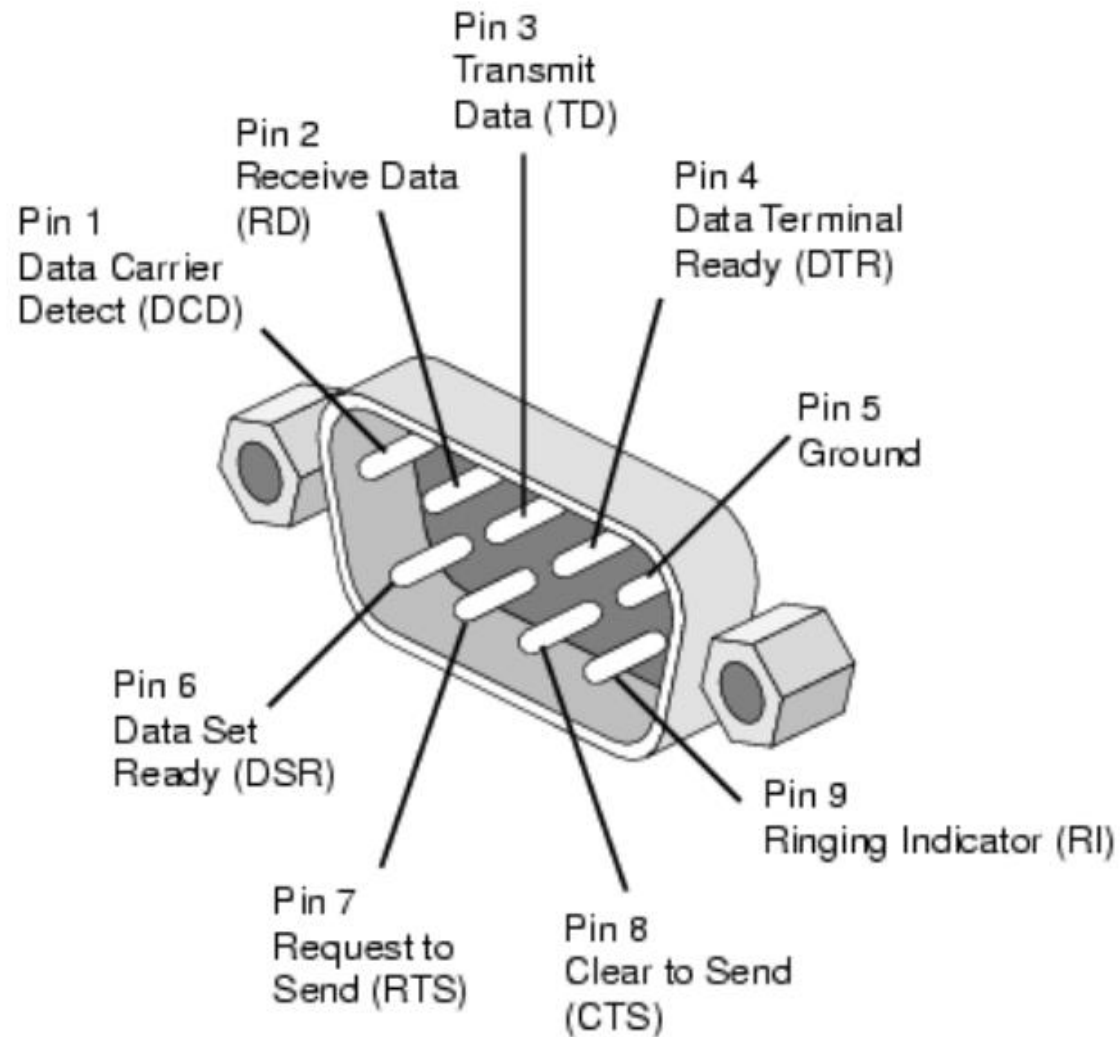 Pin 3
Transmit
Data (TD)
Pin 2
Receive Data
(RD)
Pin 4
Data Terminal
Ready (DTR)
Pin 1
Data Carrier
Detect (DCD)
Pin 5
Ground
Pin 6
Data Set
Ready (DSR)
Pin 9
Ringing Indicator (RI)
Pin 7
Request to
Send (RTS)
Pin 8
Clear to Send
(CTS)